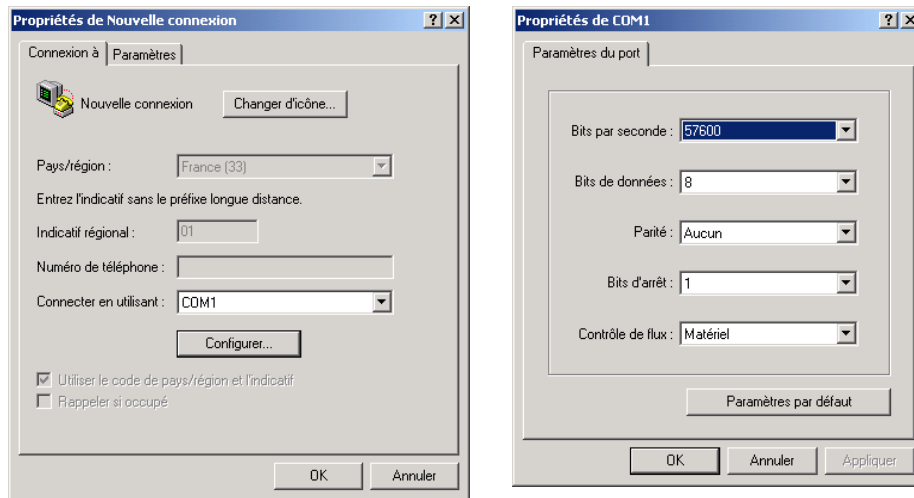 Propriétés de Nouvelle connexion
Connexion à
Paramètres
Nouvelle connexion
Changer d'icône...
Pays/région :
France (33)
Entrez l'indicatif sans le préfixe longue distance.
Indicatif régional :
01
Numéro de téléphone :
Connecter en utilisant :
COM1
Configurer...
Utiliser le code de pays/région et l'indicatif
Rappeler si occupé
OK
Annuler
Propriétés de COM1
Paramètres du port
Bits par seconde :
57600
Bits de données :
8
Parité :
Aucun
Bits d'arrêt :
1
Contrôle de flux :
Matériel
Paramètres par défaut
OK
Annuler
Appliquer